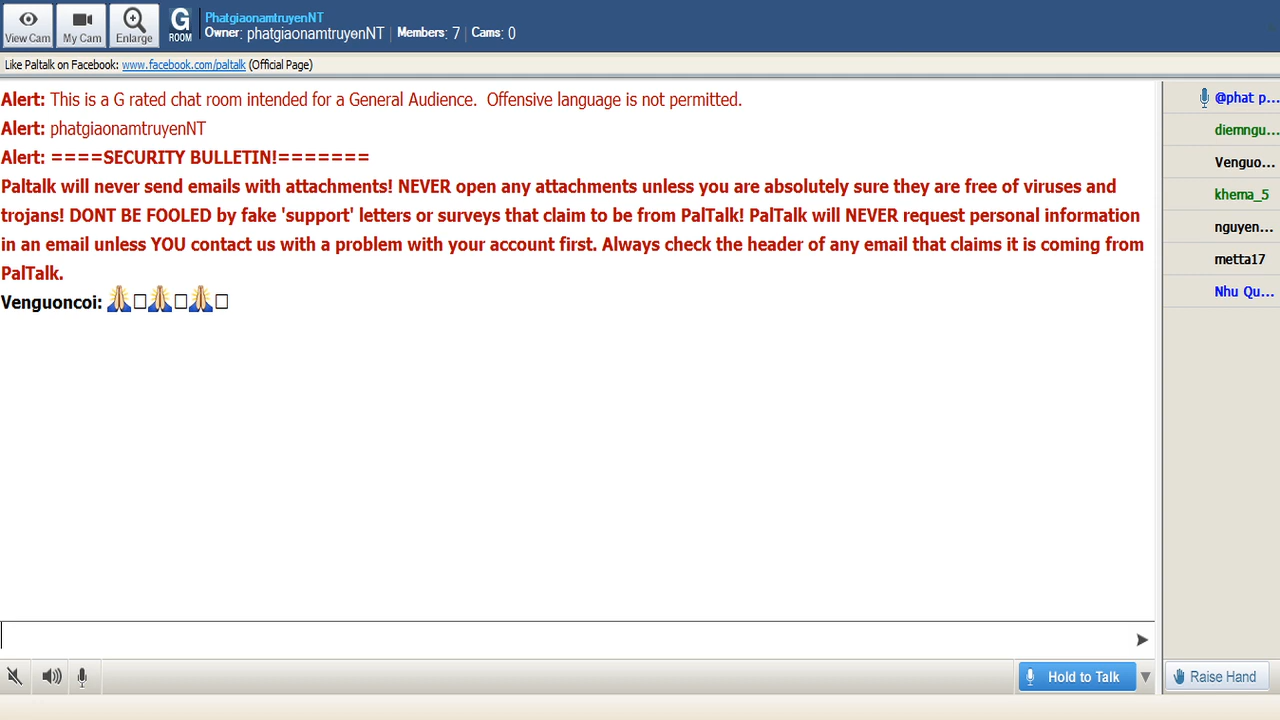 View Cam
My Cam
Enlarge
G
ROOM
PhatgiaonamtruyenNT
Owner: phatgiaonamtruyenNT Members: 7 Cams: 0
Like Paltalk on Facebook: www.facebook.com/paltalk (Official Page)
Alert: This is a G rated chat room intended for a General Audience.  Offensive language is not permitted.
Alert: phatgiaonamtruyenNT
Alert: ====SECURITY BULLETIN!=======
Paltalk will never send emails with attachments! NEVER open any attachments unless you are absolutely sure they are free of viruses and
trojans! DONT BE FOOLED by fake 'support' letters or surveys that claim to be from PalTalk! PalTalk will NEVER request personal information
in an email unless YOU contact us with a problem with your account first. Always check the header of any email that claims it is coming from
PalTalk.
Venguoncoi: 🙏□🙏□🙏□
@phat p...
diemngu...
Venguo...
khema_5
nguyen...
metta17
Nhu Qu...
Hold to Talk
Raise Hand